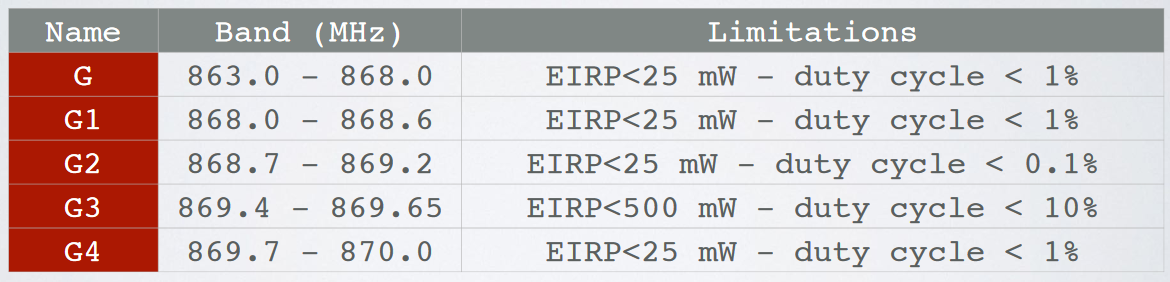 Name Band (MHz) Limitations
G 863.0 – 868.0 EIRP<25 mW – duty cycle < 1%
G1 868.0 – 868.6 EIRP<25 mW – duty cycle < 1%
G2 868.7 – 869.2 EIRP<25 mW – duty cycle < 0.1%
G3 869.4 – 869.65 EIRP<500 mW – duty cycle < 10%
G4 869.7 – 870.0 EIRP<25 mW – duty cycle < 1%